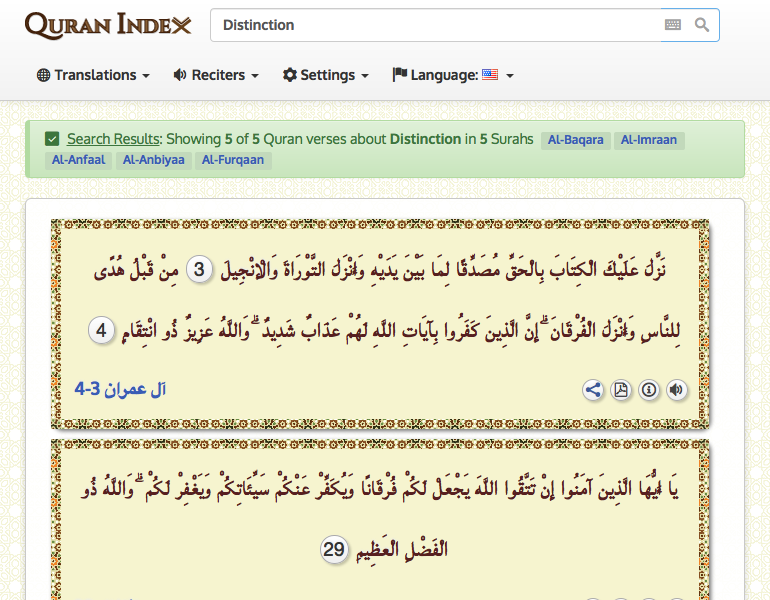 QURAN INDEX
Distinction
Translations Reciters Settings Language:
Search Results: Showing 5 of 5 Quran verses about Distinction in 5 Surahs Al-Baqara Al-Imraan
Al-Anfaal Al-Anbiyaa Al-Furqaan
نَزَّلَ عَلَيْكَ الْكِتَابَ بِالْحَقِّ مُصَدِّقًا لِمَا بَيْنَ يَدَيْهِ وَأَنْزَلَ التَّوْرَاةَ وَالْإِنْجِيلَ 3 مِنْ قَبْلُ هُدًى
لِلنَّاسِ وَأَنْزَلَ الْفُرْقَانَ ۗ إِنَّ الَّذِينَ كَفَرُوا بِآيَاتِ اللَّهِ لَهُمْ عَذَابٌ شَدِيدٌ ۗ وَاللَّهُ عَزِيزٌ ذُو انْتِقَامٍ 4
آل عمران 3-4
يَا أَيُّهَا الَّذِينَ آمَنُوا إِنْ تَتَّقُوا اللَّهَ يَجْعَلْ لَكُمْ فُرْقَانًا وَيُكَفِّرْ عَنْكُمْ سَيِّئَاتِكُمْ وَيَغْفِرْ لَكُمْ ۗ وَاللَّهُ ذُو
الْفَضْلِ الْعَظِيمِ 29